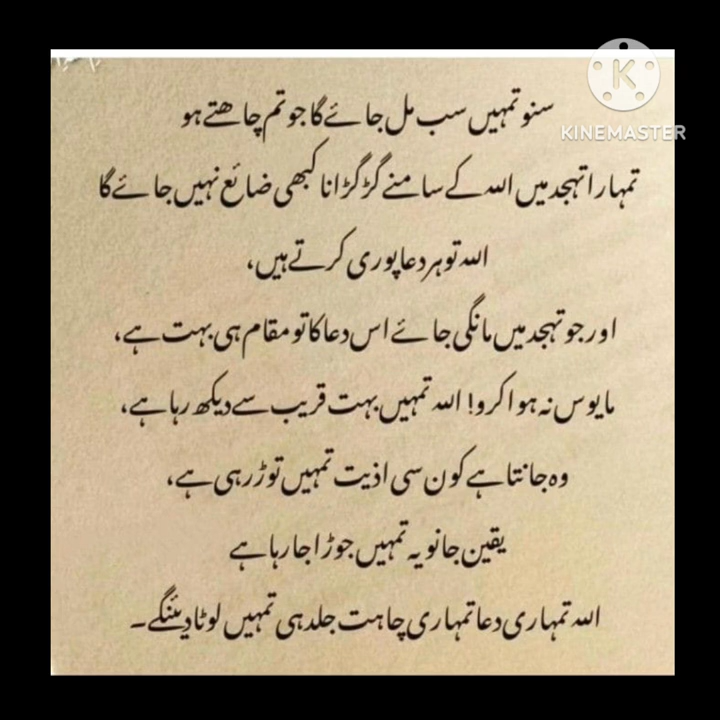 سنو تمہیں سب مل جائے گا جو تم چاھتے ہو
تمہارا تہجد میں اللہ کے سامنے گڑگڑانا کبھی ضائع نہیں جائے گا
اللہ تو ہر دعا پوری کرتے ہیں،
اور جو تہجد میں مانگی جائے اس دعا کا تو مقام ہی بہت ہے،
مایوس نہ ہوا کرو! اللہ تمہیں بہت قریب سے دیکھ رہا ہے،
وہ جانتا ہے کون سی اذیت تمہیں توڑ رہی ہے،
یقین جانو یہ تمہیں جوڑا جا رہا ہے
اللہ تمہاری دعا تمہاری چاہت جلد ہی تمہیں لوٹا دینگے۔
K
KINEMASTER